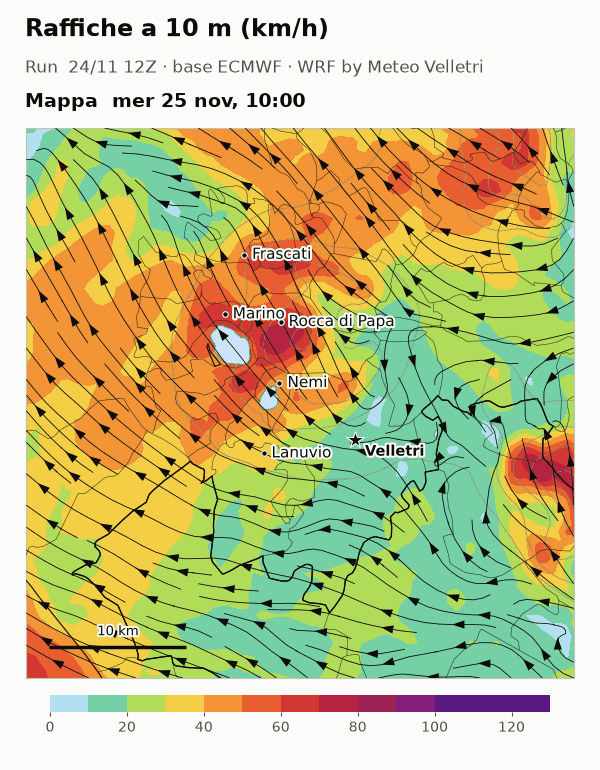 Raffiche a 10 m (km/h)
Run  24/11 12Z · base ECMWF · WRF by Meteo Velletri
Mappa  mer 25 nov, 10:00
Frascati
Marino
Rocca di Papa
Nemi
Velletri
Lanuvio
10 km
0 20 40 60 80 100 120